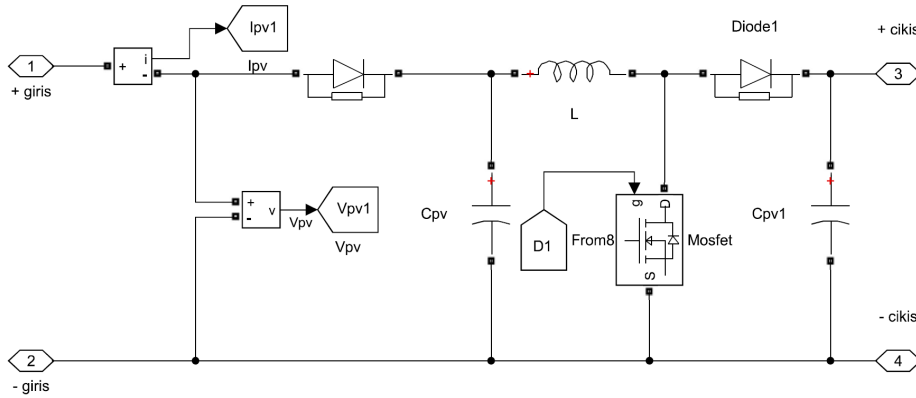 Ipv1
Diode1
+ cikis
1
+
i
-
Ipv
3
+ giris
+
L
+
-
v
Vpv
Vpv1
Vpv
+
Cpv
D1
From8
g
D
S
Mosfet
+
Cpv1
- cikis
2
4
- giris